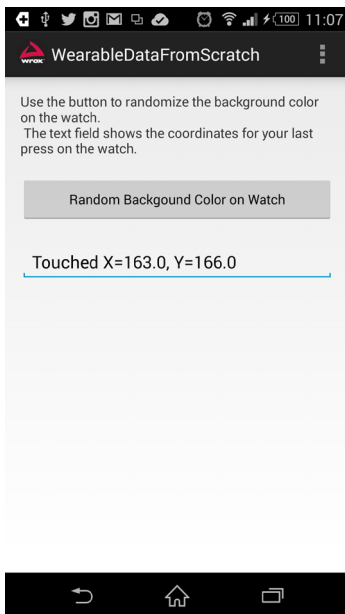 100 11:07
wrox WearableDataFromScratch
Use the button to randomize the background color
on the watch.
The text field shows the coordinates for your last
press on the watch.
Random Backgound Color on Watch
Touched X=163.0, Y=166.0